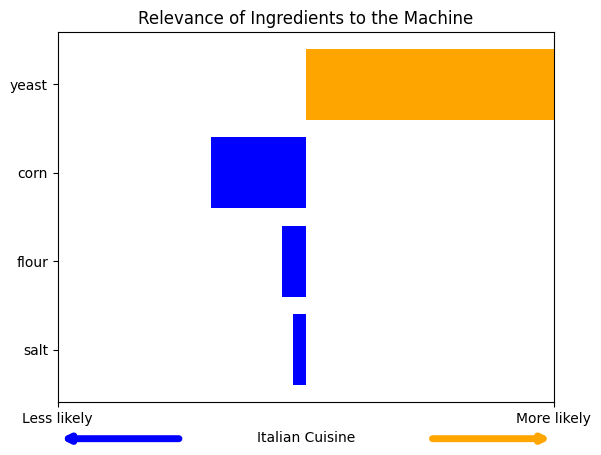 Relevance of Ingredients to the Machine
yeast
corn
flour
salt
Less likely
More likely
Italian Cuisine